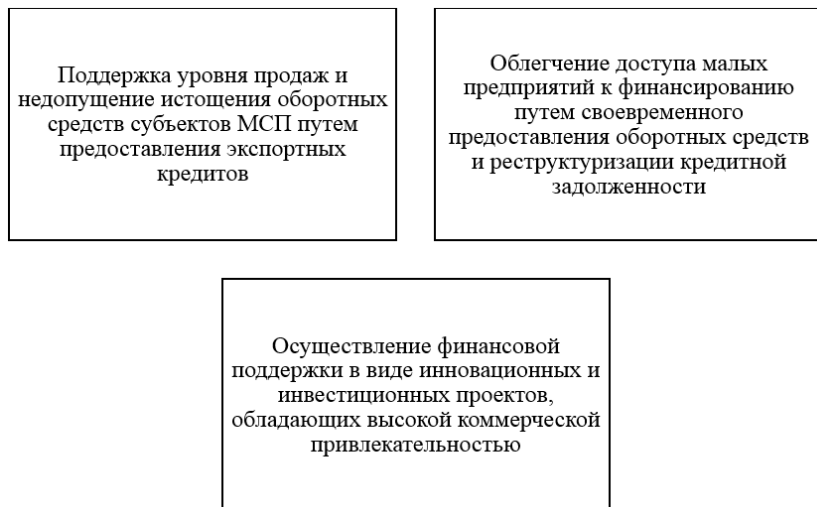 Поддержка уровня продаж и
недопущение истощения оборотных
средств субъектов МСП путем
предоставления экспортных
кредитов
Облегчение доступа малых
предприятий к финансированию
путем своевременного
предоставления оборотных средств
и реструктуризации кредитной
задолженности
Осуществление финансовой
поддержки в виде инновационных и
инвестиционных проектов,
обладающих высокой коммерческой
привлекательностью